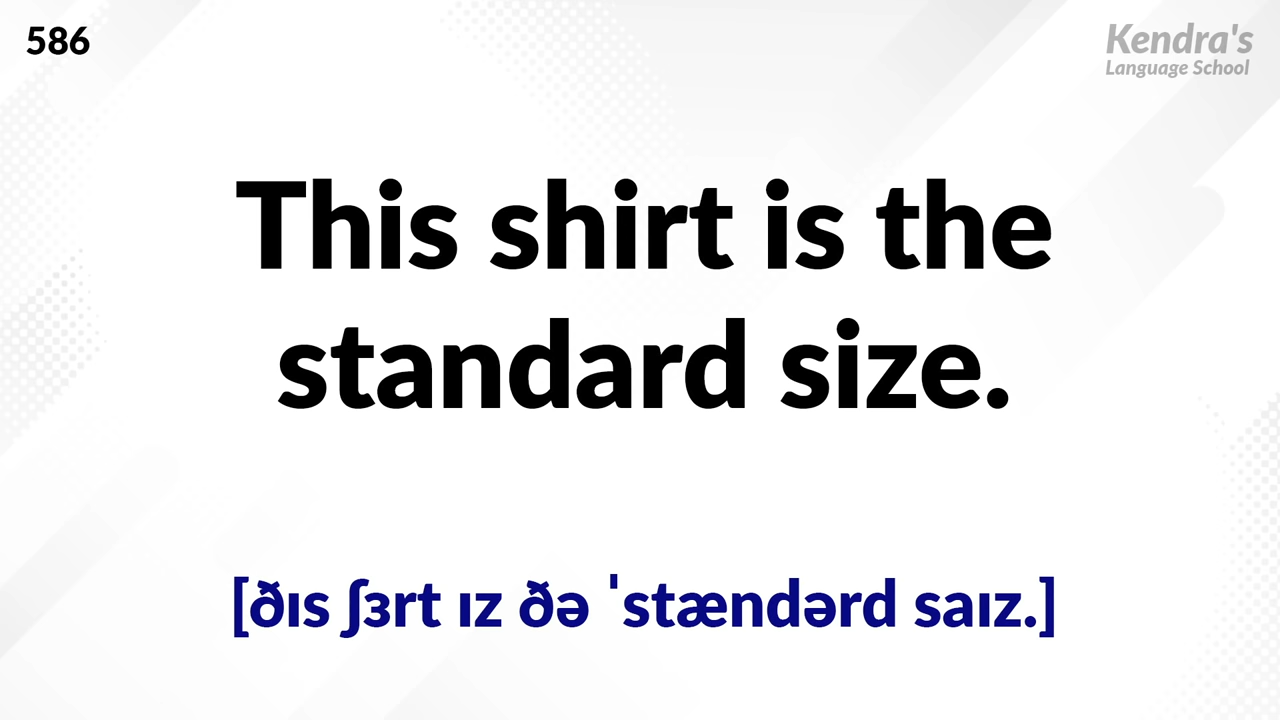 586
Kendra's
Language School
This shirt is the
standard size.
[ðɪs ʃɜrt ɪz ðə ˈstændərd saɪz.]